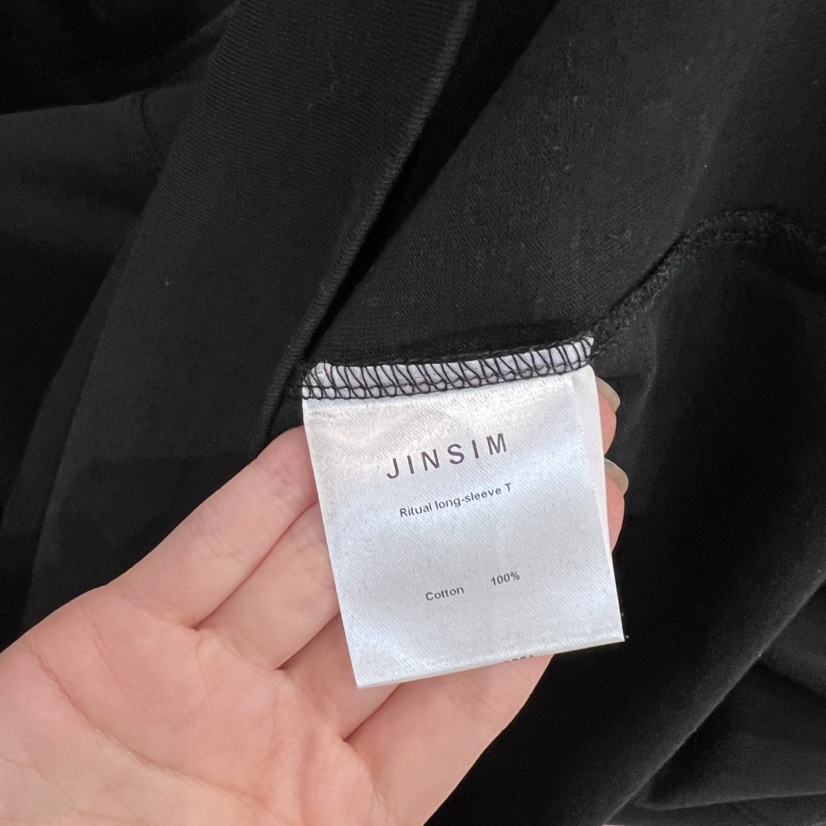 JINSIM
Ritual long-sleeve T
Cotton 100%